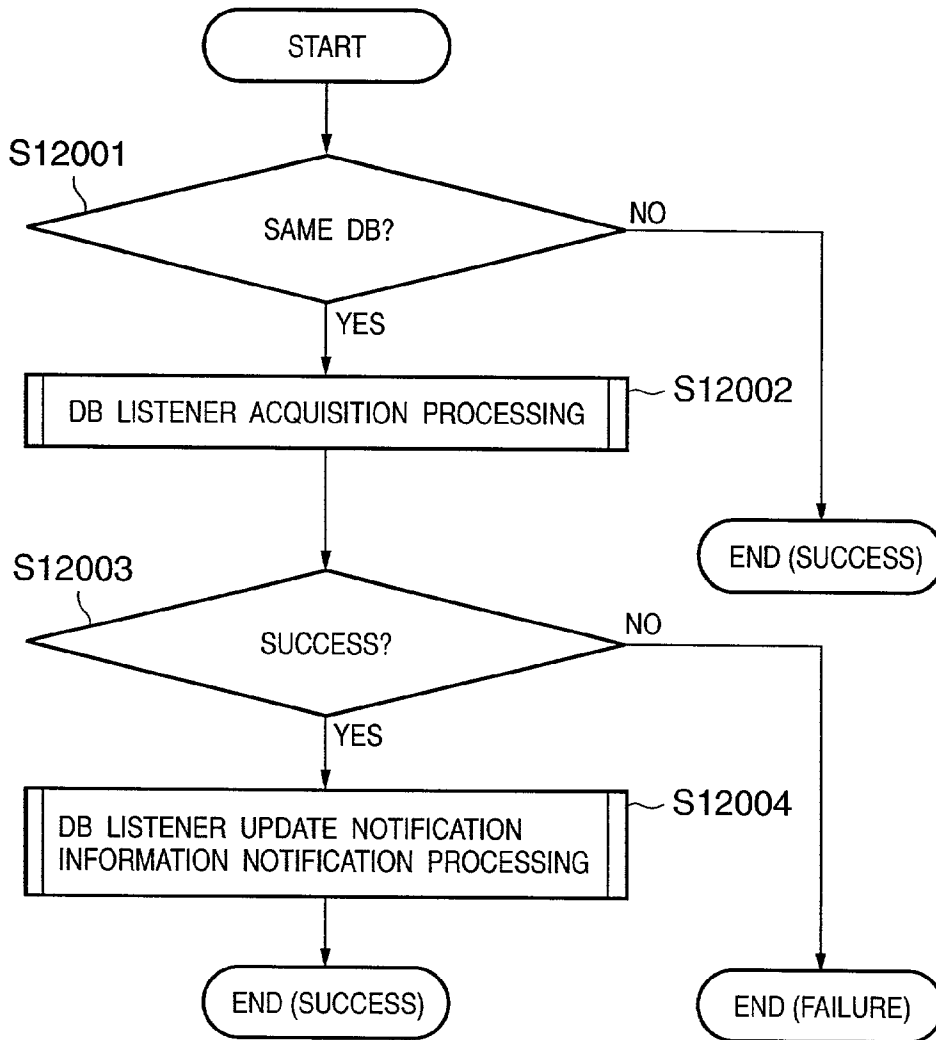 START
S12001
SAME DB?
NO
YES
DB LISTENER ACQUISITION PROCESSING
S12002
END (SUCCESS)
S12003
SUCCESS?
NO
YES
S12004
DB LISTENER UPDATE NOTIFICATION
INFORMATION NOTIFICATION PROCESSING
END (SUCCESS)
END (FAILURE)